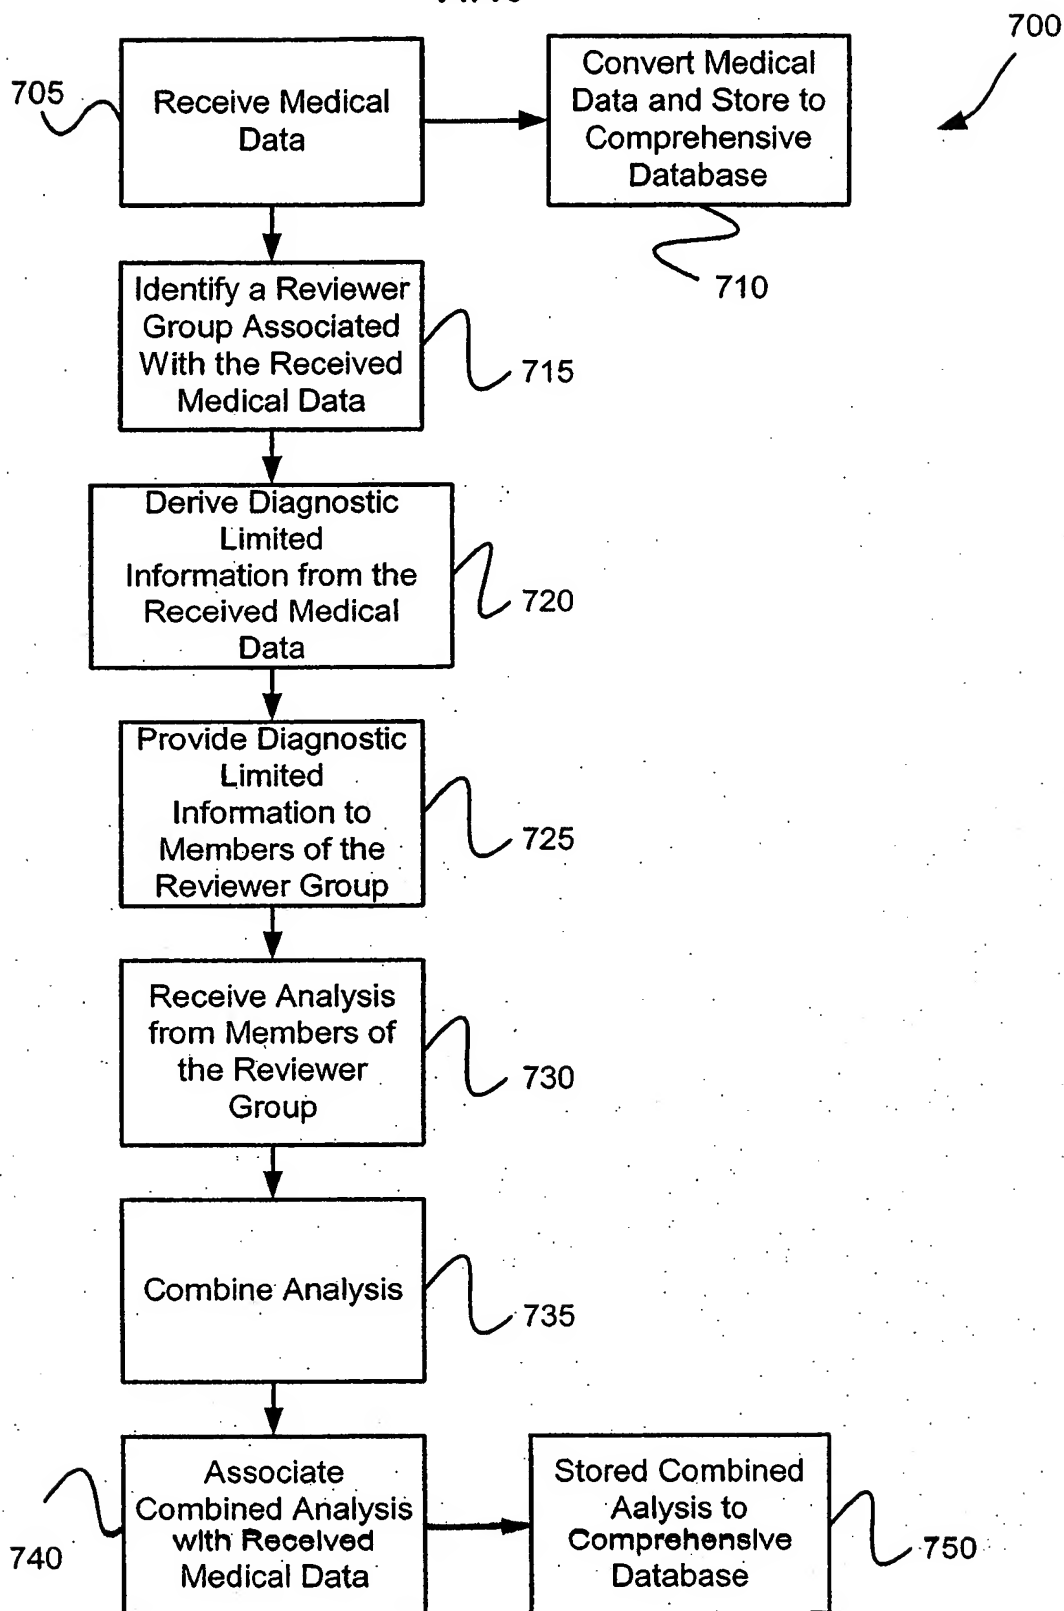 700
705
Receive Medical
Data
Convert Medical
Data and Store to
Comprehensive
Database
710
Identify a Reviewer
Group Associated
With the Received
Medical Data
715
Derive Diagnostic
Limited
Information from the
Received Medical
Data
720
Provide Diagnostic
Limited
Information to
Members of the
Reviewer Group
725
Receive Analysis
from Members of
the Reviewer
Group
730
Combine Analysis
735
Associate
Combined Analysis
with Received
Medical Data
740
Stored Combined
Aalysis to
Comprehensive
Database
750